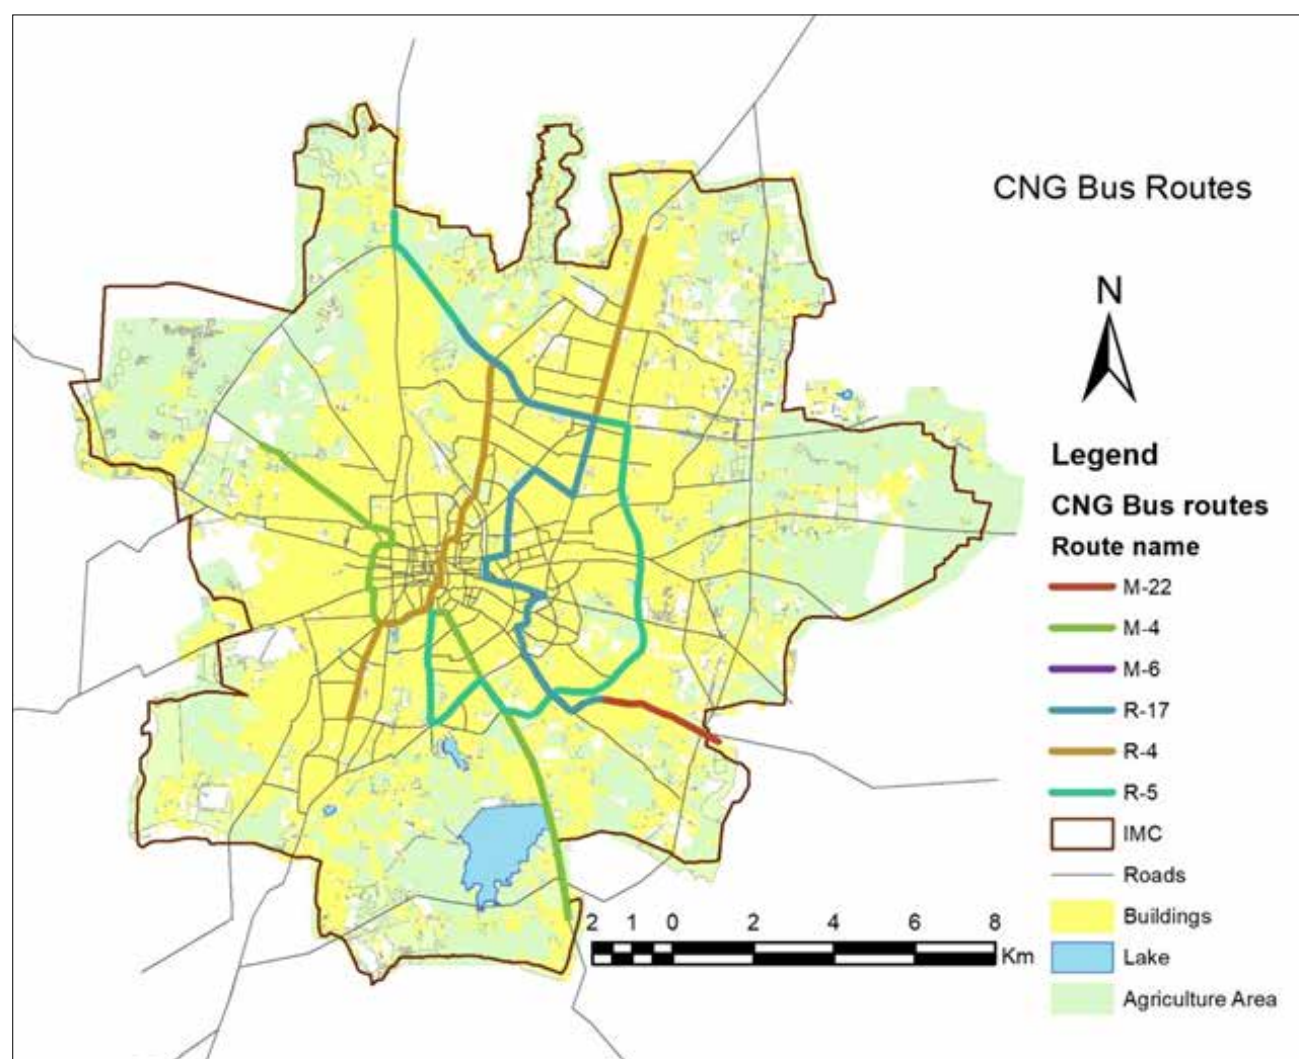 CNG Bus Routes
N
Legend
CNG Bus routes
Route name
M-22
M-4
M-6
R-17
R-4
R-5
IMC
Roads
Buildings
Lake
Agriculture Area
2 1 0 2 4 6 8
Km